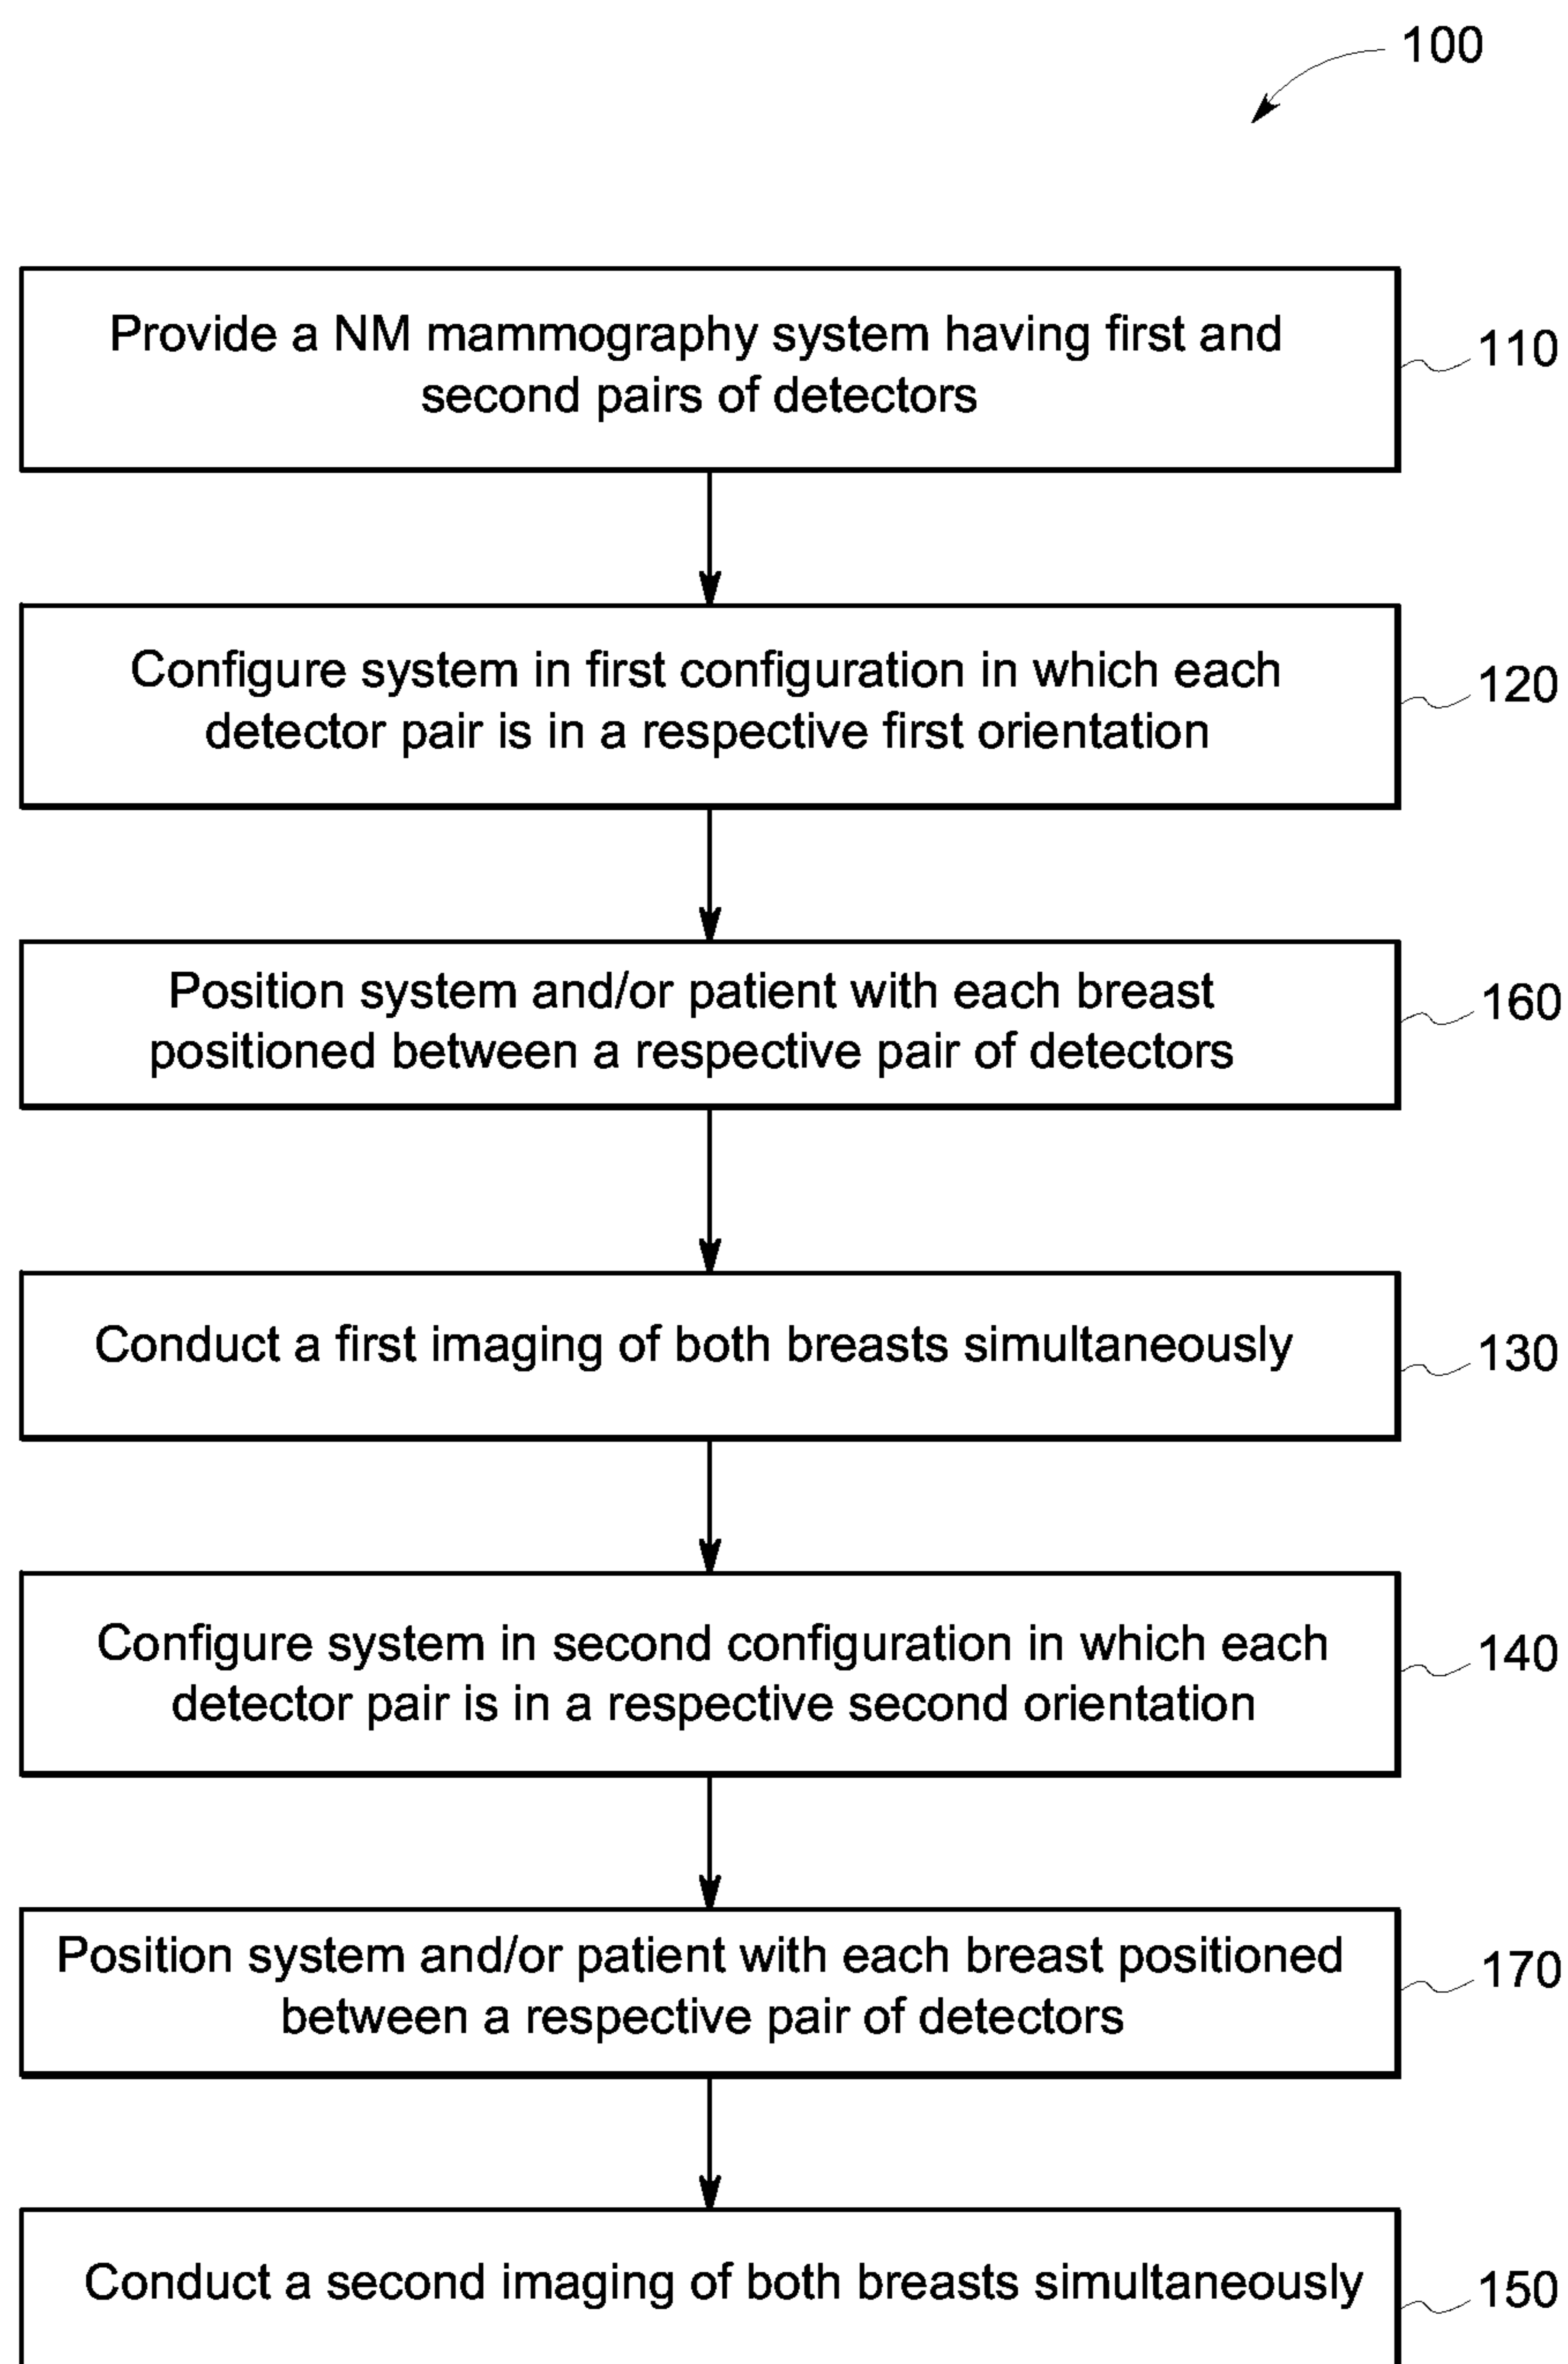 100
Provide a NM mammography system having first and
second pairs of detectors
110
Configure system in first configuration in which each
detector pair is in a respective first orientation
120
Position system and/or patient with each breast
positioned between a respective pair of detectors
160
Conduct a first imaging of both breasts simultaneously
130
Configure system in second configuration in which each
detector pair is in a respective second orientation
140
Position system and/or patient with each breast positioned
between a respective pair of detectors
170
Conduct a second imaging of both breasts simultaneously
150